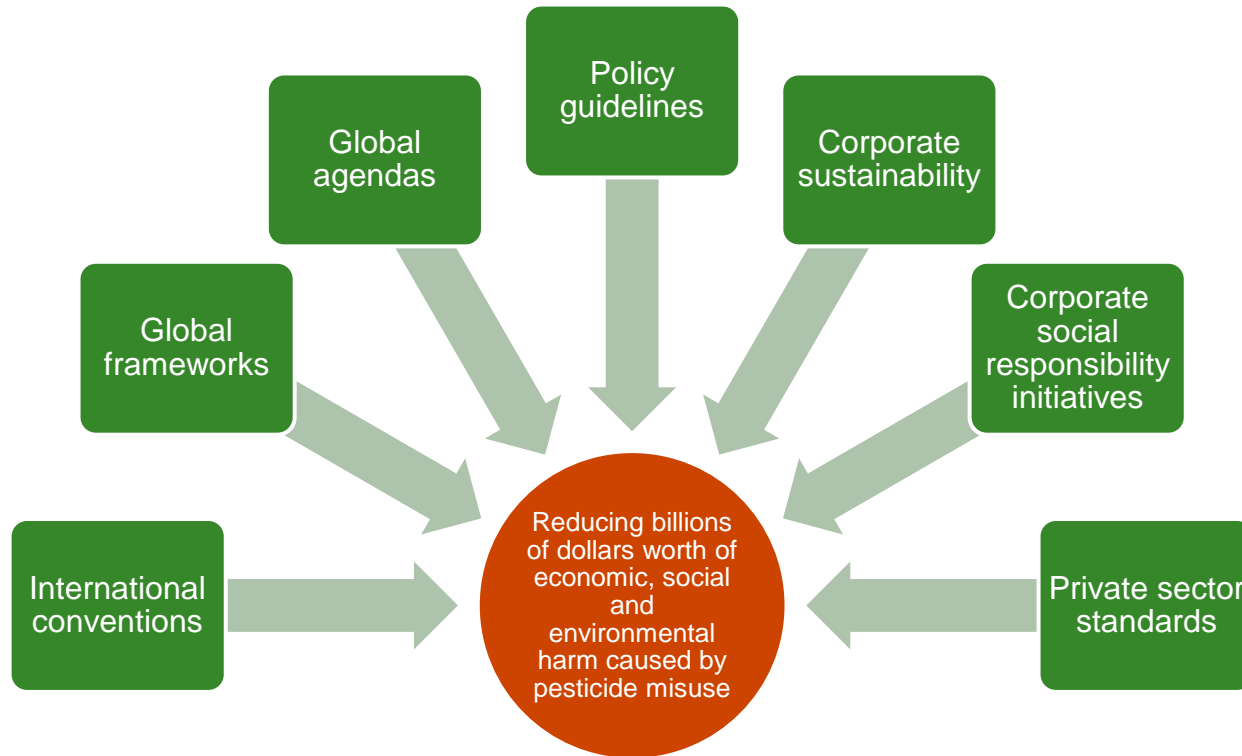 Policy
guidelines
Global
agendas
Corporate
sustainability
Global
frameworks
Corporate
social
responsibility
initiatives
International
conventions
Reducing billions
of dollars worth of
economic, social
and
environmental
harm caused by
pesticide misuse
Private sector
standards